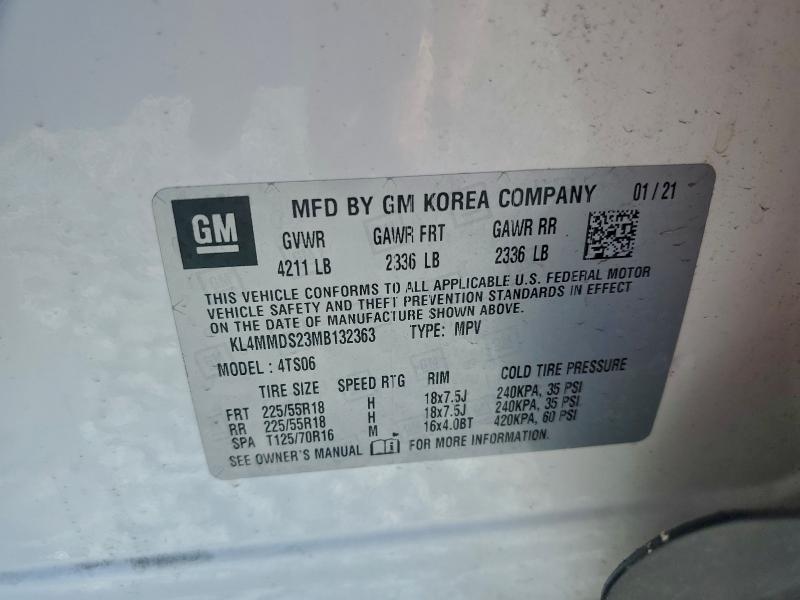 GM MFD BY GM KOREA COMPANY 01 / 21
GVWR GAWR FRT GAWR RR
4211 LB 2336 LB 2336 LB
THIS VEHICLE CONFORMS TO ALL APPLICABLE U.S. FEDERAL MOTOR
VEHICLE SAFETY AND THEFT PREVENTION STANDARDS IN EFFECT
ON THE DATE OF MANUFACTURE SHOWN ABOVE.
KL4MMDS23MB132363 TYPE: MPV
MODEL : 4TS06
TIRE SIZE SPEED RTG RIM COLD TIRE PRESSURE
FRT 225/55R18 H 18x7.5J 240KPA, 35 PSI
RR 225/55R18 H 18x7.5J 240KPA, 35 PSI
SPA T125/70R16 M 16x4.0BT 420KPA, 60 PSI
SEE OWNER'S MANUAL FOR MORE INFORMATION.